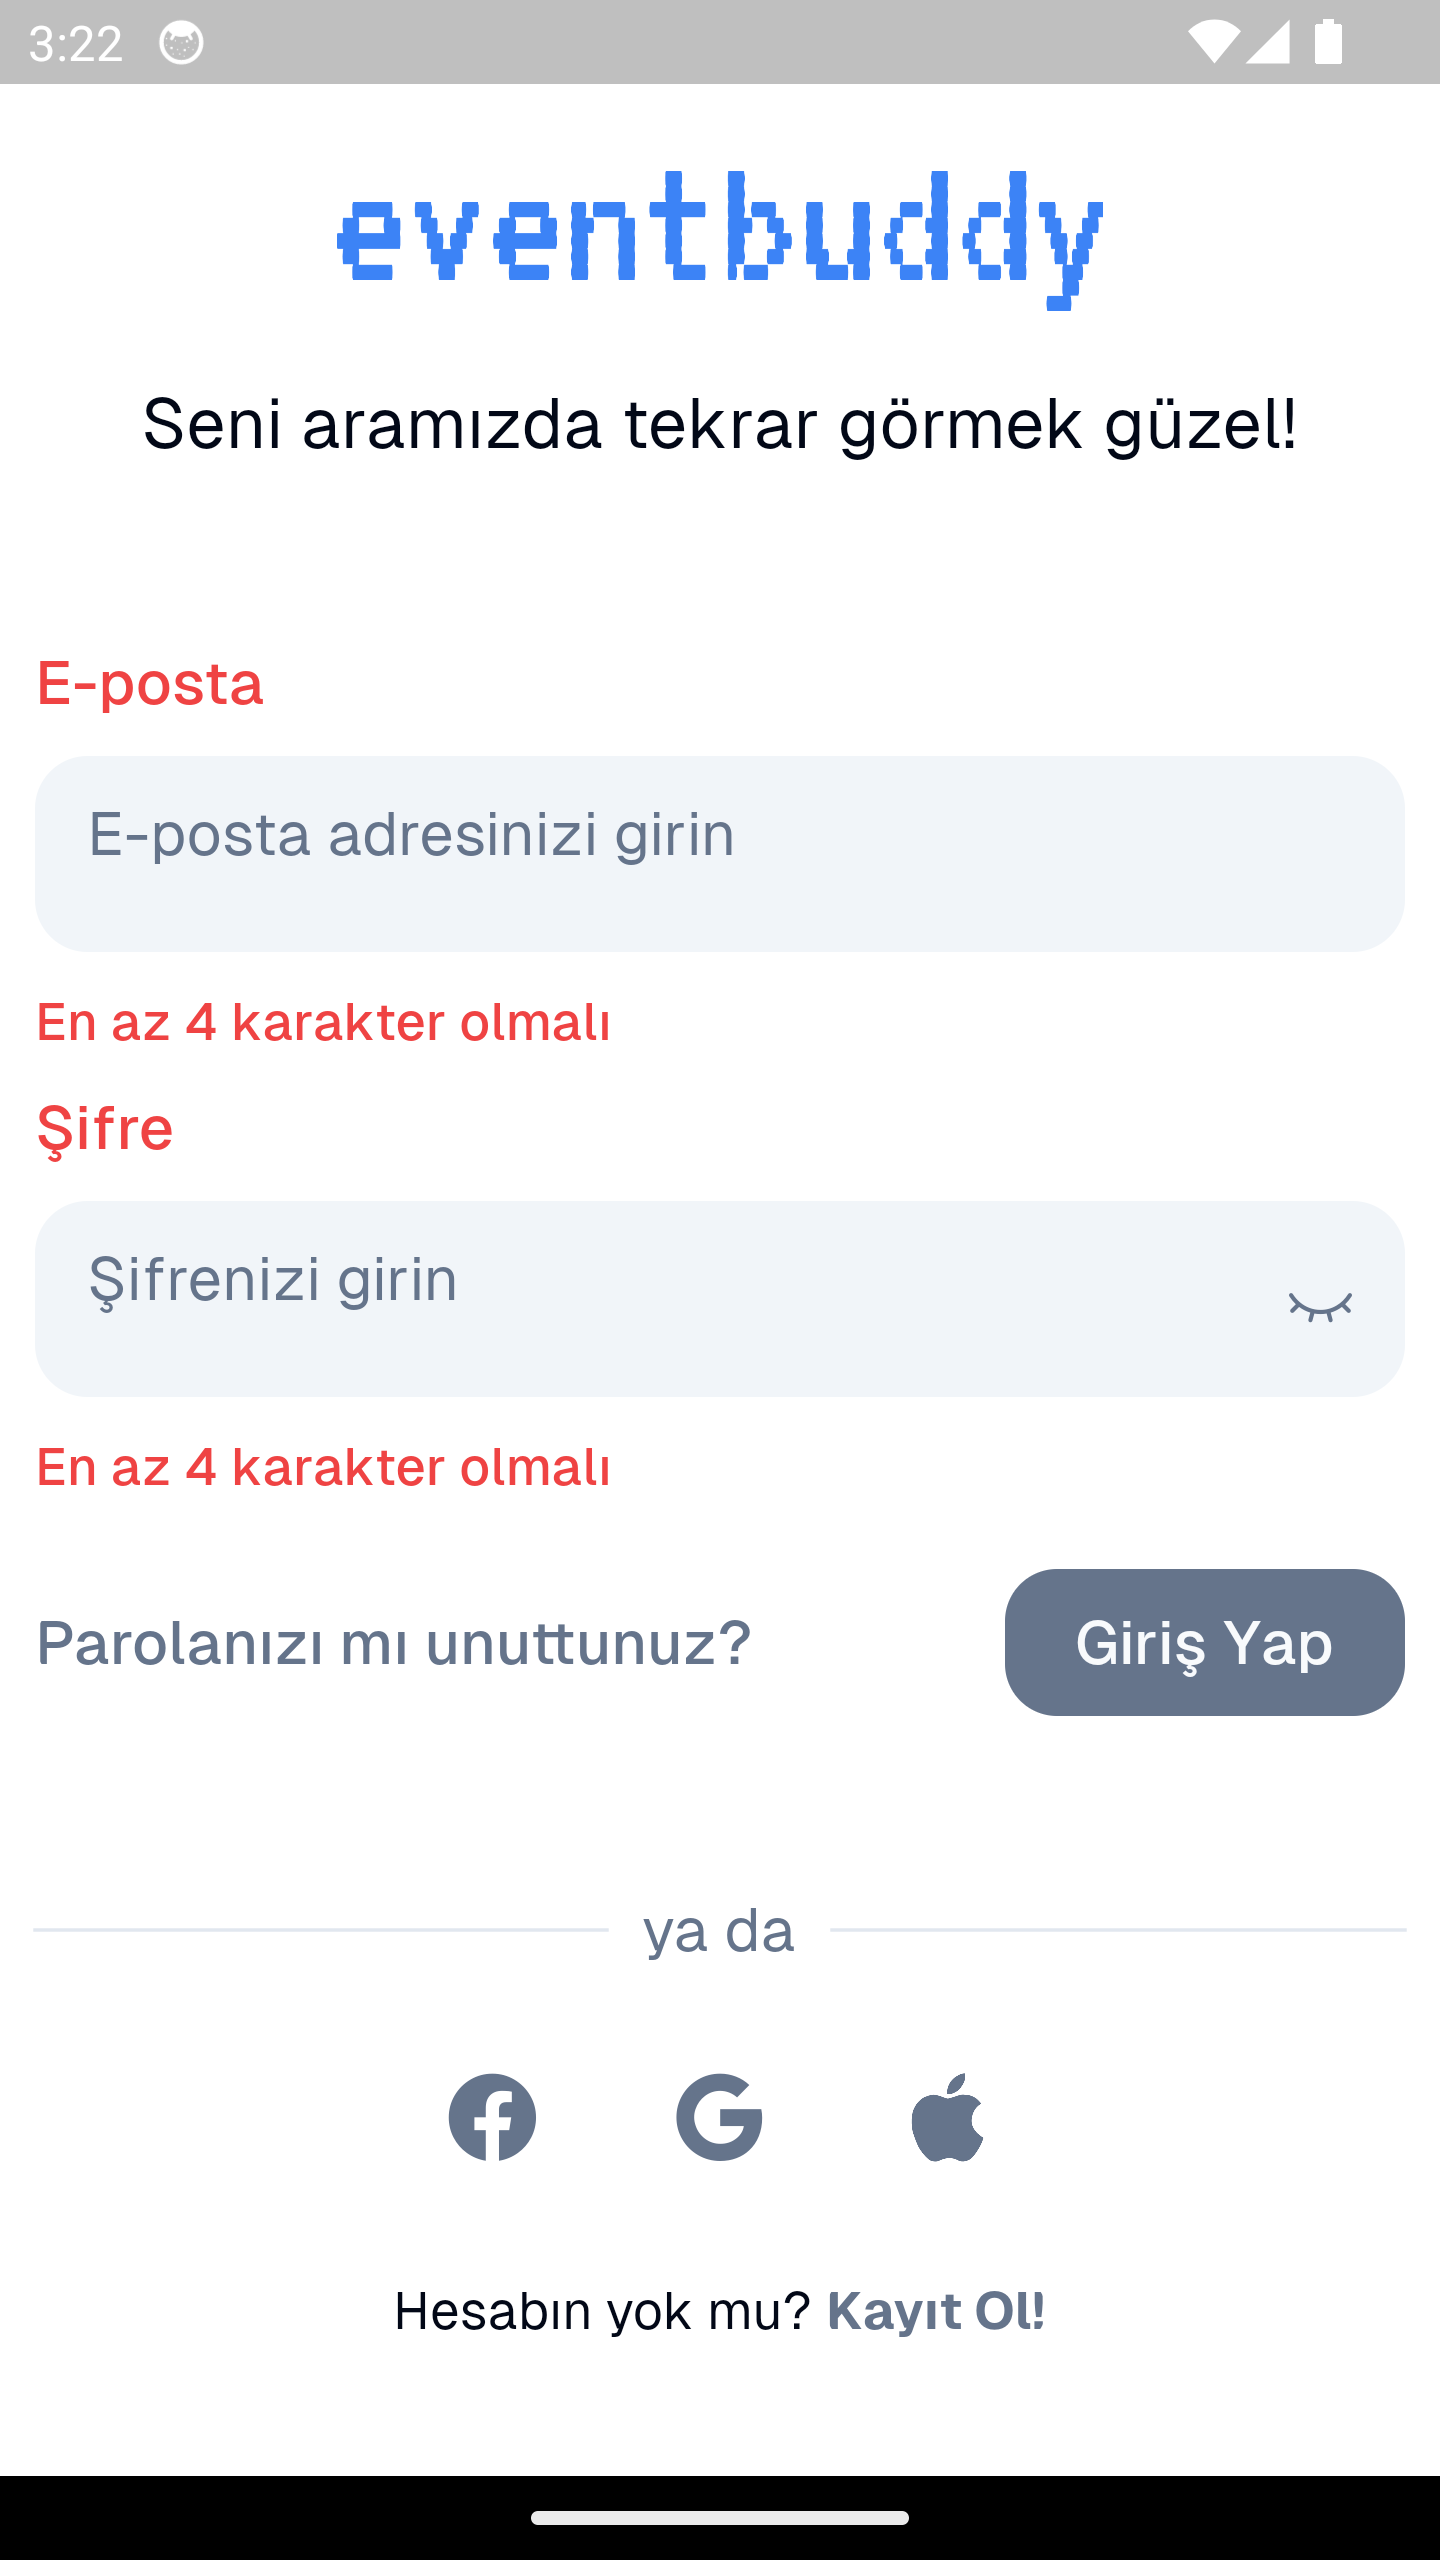 3:22
eventbuddy
Seni aramızda tekrar görmek güzel!
E-posta
E-posta adresinizi girin
En az 4 karakter olmalı
Şifre
Şifrenizi girin
En az 4 karakter olmalı
Parolanızı mı unuttunuz?
Giriş Yap
ya da
Hesabın yok mu? Kayıt Ol!